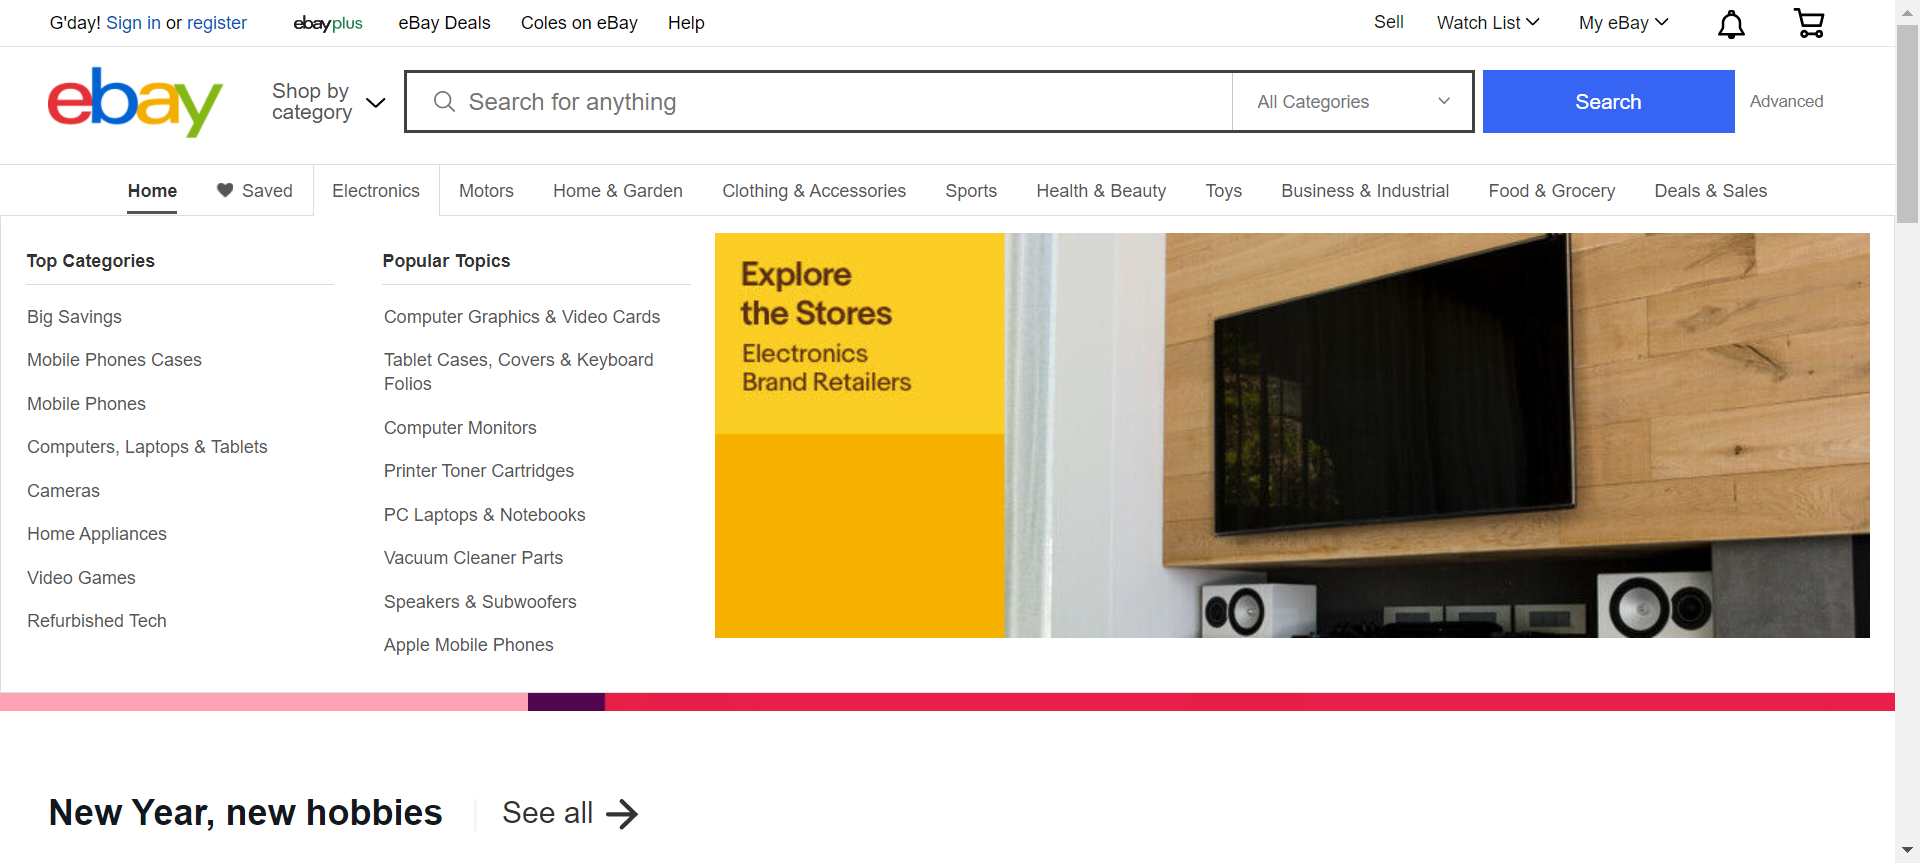 G'day! Sign in or register
ebayplus
eBay Deals
Coles on eBay
Help
Sell
Watch List
My eBay
ebay
Shop by
category
Search for anything
All Categories
Search
Advanced
Home
Saved
Electronics
Motors
Home & Garden
Clothing & Accessories
Sports
Health & Beauty
Toys
Business & Industrial
Food & Grocery
Deals & Sales
Top Categories
Big Savings
Mobile Phones Cases
Mobile Phones
Computers, Laptops & Tablets
Cameras
Home Appliances
Video Games
Refurbished Tech
Popular Topics
Computer Graphics & Video Cards
Tablet Cases, Covers & Keyboard
Folios
Computer Monitors
Printer Toner Cartridges
PC Laptops & Notebooks
Vacuum Cleaner Parts
Speakers & Subwoofers
Apple Mobile Phones
Explore
the Stores
Electronics
Brand Retailers
New Year, new hobbies
See all